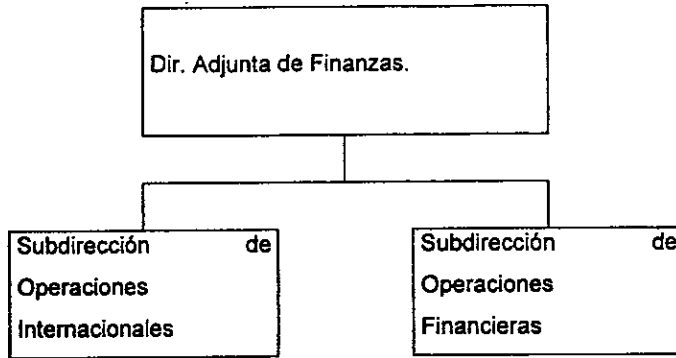 Dir. Adjunta de Finanzas.
Subdirección de
Operaciones
Internacionales
Subdirección de
Operaciones
Financieras